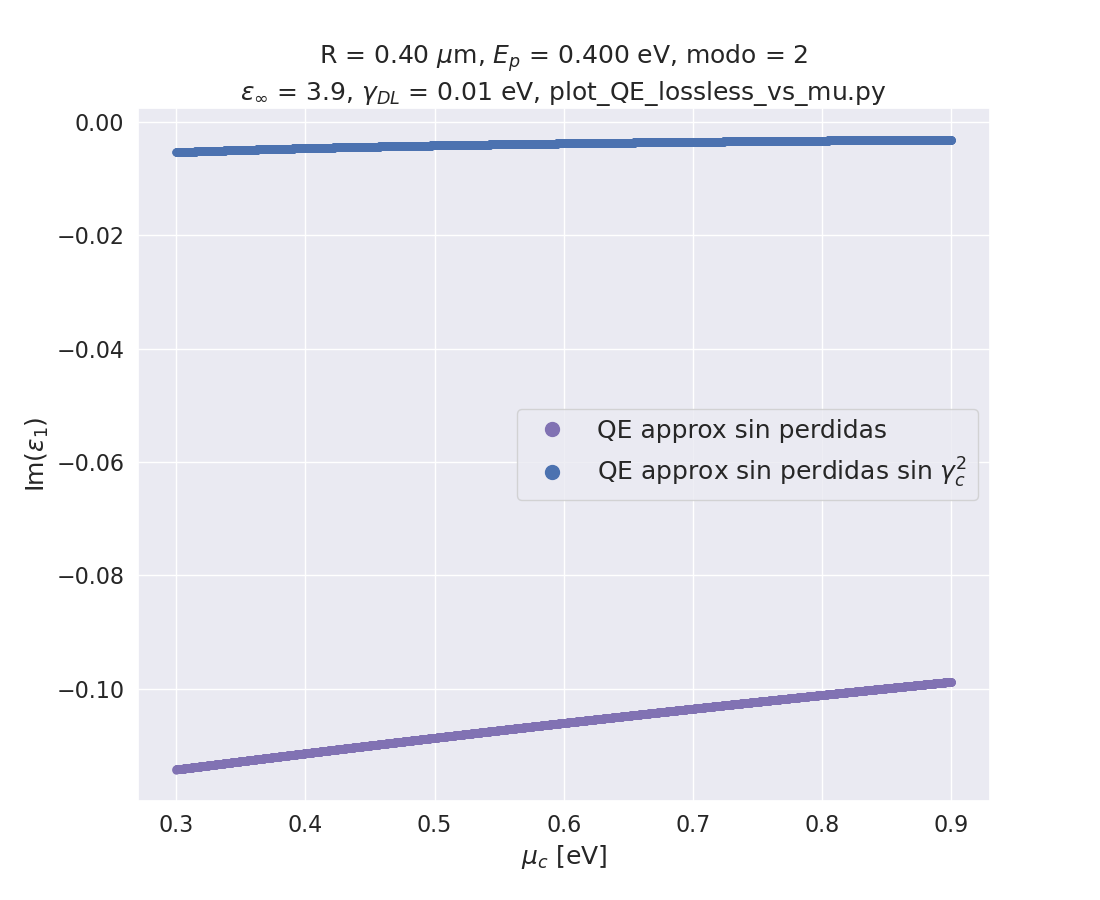 R = 0.40 μm, E_p = 0.400 eV, modo = 2
ε_∞ = 3.9, γ_DL = 0.01 eV, plot_QE_lossless_vs_mu.py
0.00
−0.02
−0.04
−0.06
−0.08
−0.10
Im(ε₁)
QE approx sin perdidas
QE approx sin perdidas sin γ_c^2
0.3 0.4 0.5 0.6 0.7 0.8 0.9
μ_c [eV]